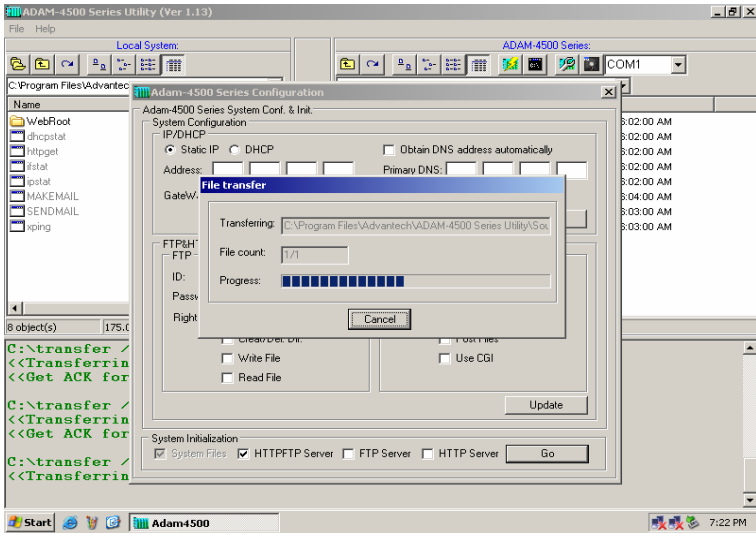 ADAM-4500 Series Utility (Ver 1.13)
File Help
Local System:
ADAM-4500 Series:
COM1
C:\Program Files\Advantec
Adam-4500 Series Configuration
Name
WebRoot
dhcpstat
httpget
ifstat
ipstat
MAKEMAIL
SENDMAIL
xping
6:02:00 AM
6:02:00 AM
6:02:00 AM
6:02:00 AM
6:02:00 AM
6:04:00 AM
6:03:00 AM
6:03:00 AM
Adam-4500 Series System Conf. & Init.
System Configuration
IP/DHCP
Static IP DHCP
Obtain DNS address automatically
Address:
Primary DNS:
GateW
File transfer
Transferring: C:\Program Files\Advantech\ADAM-4500 Series Utility\Sou
File count: 1/1
Progress:
Cancel
FTP&HT
FTP
ID:
Passw
Right
Creat/Del. Dir.
Write File
Read File
Post Files
Use CGI
Update
System Initialization
System Files HTTPFTP Server FTP Server HTTP Server Go
8 object(s) 175.0
C:\transfer /
<<Transferrin
<<Get ACK for
C:\transfer /
<<Transferrin
<<Get ACK for
C:\transfer /
<<Transferrin
Start Adam4500 7:22 PM